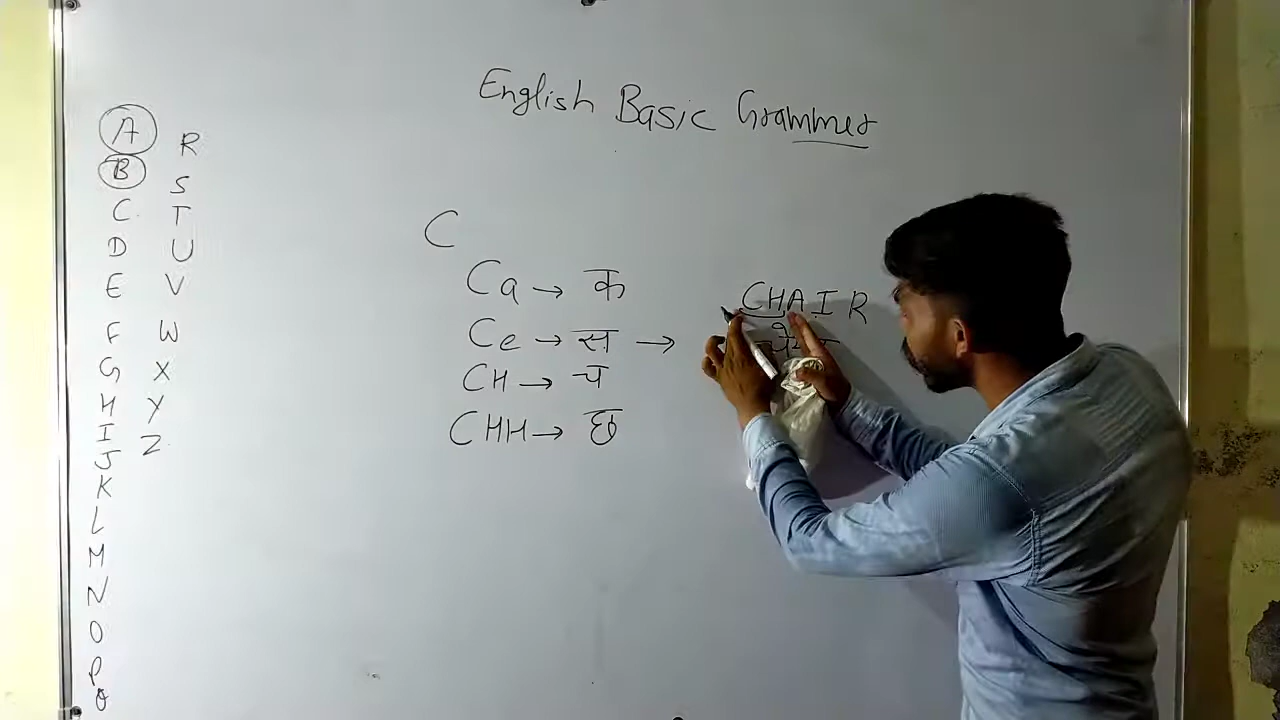 English Basic Grammer
A
B
C
D
E
F
G
H
I
J
K
L
M
N
O
P
Q
R
S
T
U
V
W
X
Y
Z
C
Ca → क
Ce → स →
CH → च
CHH → छ
CHAIR